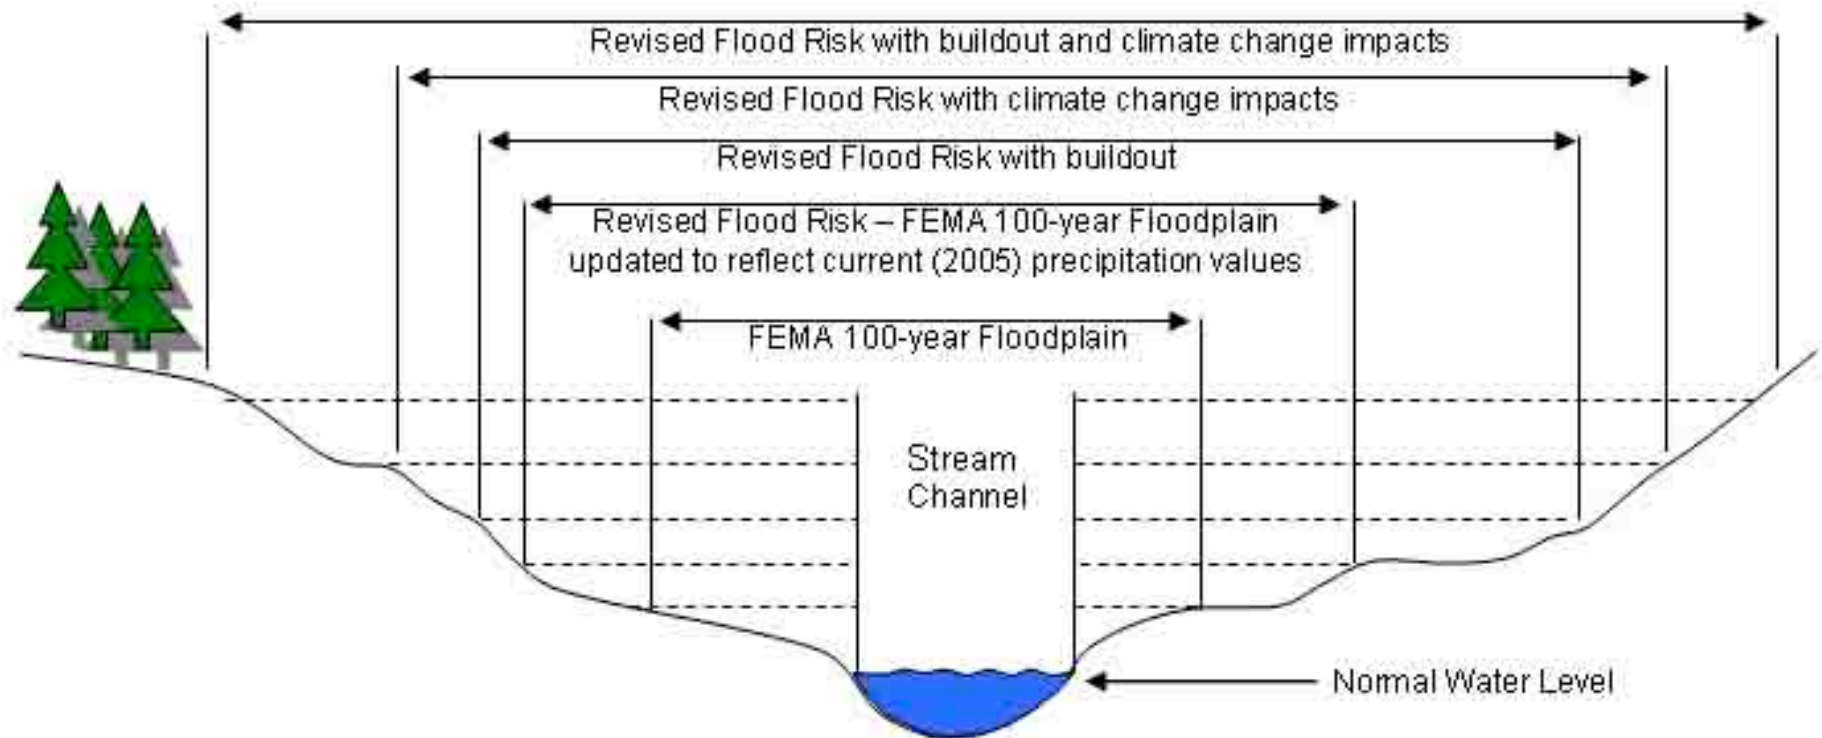 Revised Flood Risk with buildout and climate change impacts
Revised Flood Risk with climate change impacts
Revised Flood Risk with buildout
Revised Flood Risk – FEMA 100-year Floodplain
updated to reflect current (2005) precipitation values
FEMA 100-year Floodplain
Stream
Channel
Normal Water Level